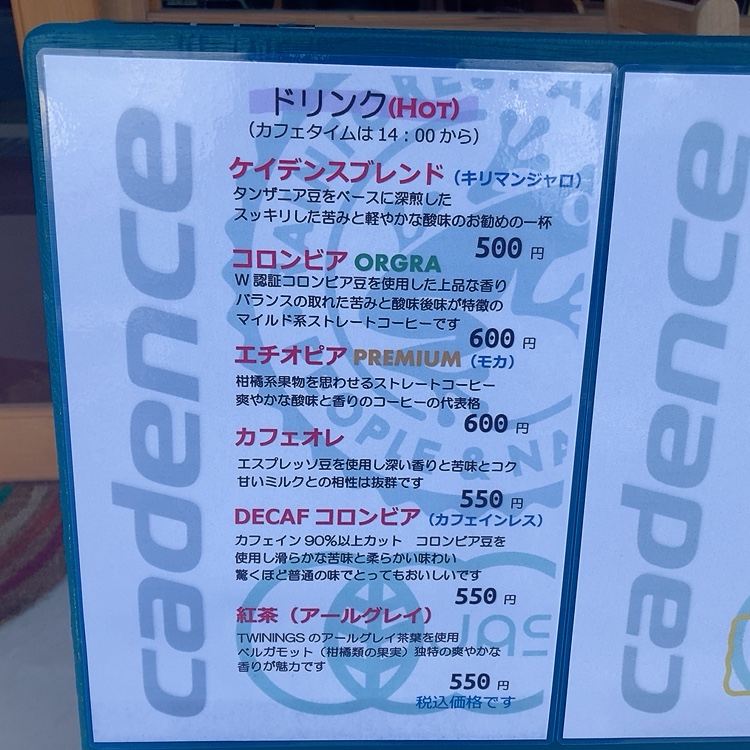 ドリンク(HOT)
(カフェタイムは14:00から)
ケイデンスブレンド(キリマンジャロ)
タンザニア豆をベースに深煎した
スッキリした苦みと軽やかな酸味のお勧めの一杯
500円
コロンビア ORGRA
W認証コロンビア豆を使用した上品な香り
バランスの取れた苦みと酸味後味が特徴の
マイルド系ストレートコーヒーです
600円
エチオピア PREMIUM (モカ)
柑橘系果物を思わせるストレートコーヒー
爽やかな酸味と香りのコーヒーの代表格
600円
カフェオレ
エスプレッソ豆を使用し深い香りと苦味とコク
甘いミルクとの相性は抜群です
550円
DECAF コロンビア (カフェインレス)
カフェイン90%以上カット コロンビア豆を
使用し滑らかな苦味と柔らかい味わい
驚くほど普通の味でとってもおいしいです
550円
紅茶(アールグレイ)
TWININGSのアールグレイ茶葉を使用
ベルガモット(柑橘類の果実)独特の爽やかな
香りが魅力です
550円
税込価格です
cadence
cadence